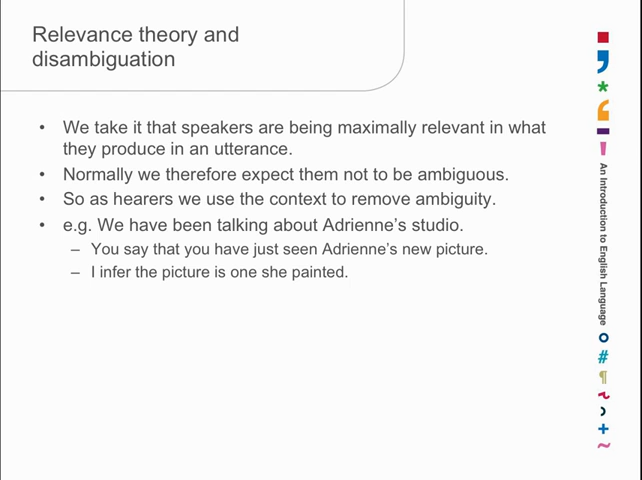 Relevance theory and
disambiguation
• We take it that speakers are being maximally relevant in what
they produce in an utterance.
• Normally we therefore expect them not to be ambiguous.
• So as hearers we use the context to remove ambiguity.
• e.g. We have been talking about Adrienne’s studio.
– You say that you have just seen Adrienne’s new picture.
– I infer the picture is one she painted.
An Introduction to English Language